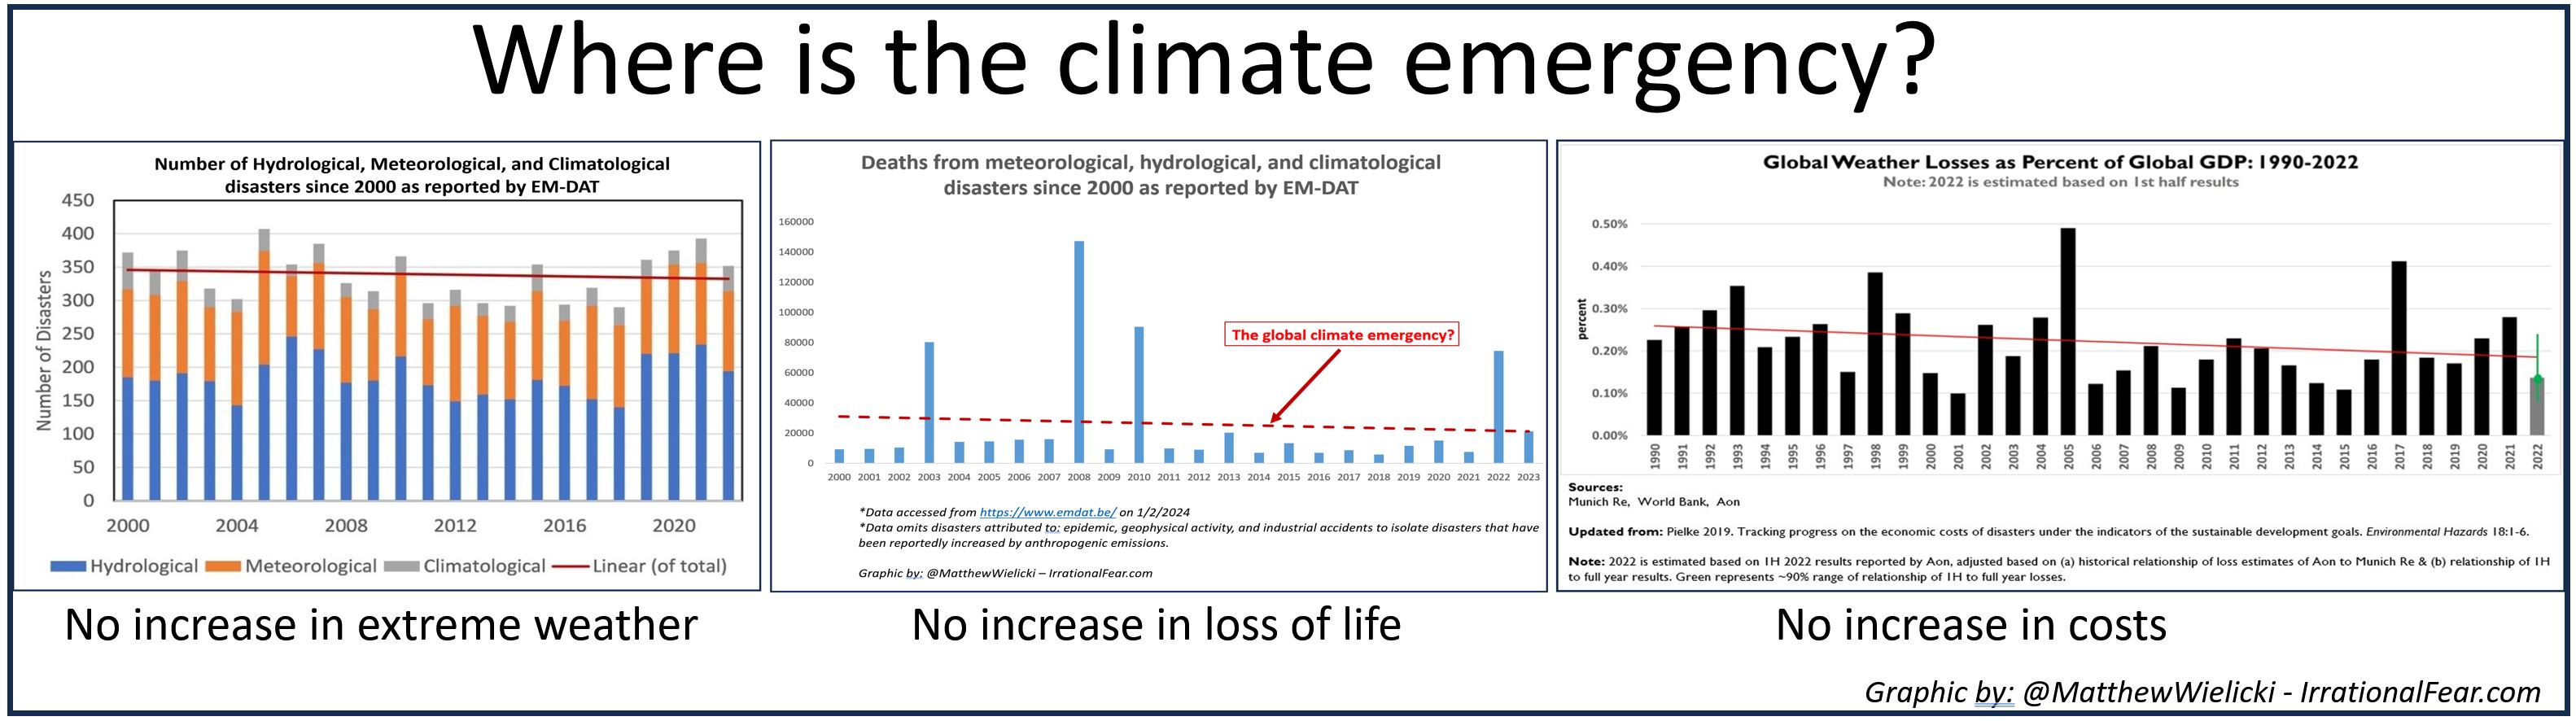 Where is the climate emergency?
Number of Hydrological, Meteorological, and Climatological
disasters since 2000 as reported by EM-DAT
Number of Disasters
450
400
350
300
250
200
150
100
50
0
2000 2004 2008 2012 2016 2020
Hydrological Meteorological Climatological Linear (of total)
No increase in extreme weather
Deaths from meteorological, hydrological, and climatological
disasters since 2000 as reported by EM-DAT
160000
140000
120000
100000
80000
60000
40000
20000
0
The global climate emergency?
2000 2001 2002 2003 2004 2005 2006 2007 2008 2009 2010 2011 2012 2013 2014 2015 2016 2017 2018 2019 2020 2021 2022 2023
*Data accessed from https://www.emdat.be/ on 1/2/2024
*Data omits disasters attributed to: epidemic, geophysical activity, and industrial accidents to isolate disasters that have
been reportedly increased by anthropogenic emissions.
Graphic by: @MatthewWielicki – IrrationalFear.com
No increase in loss of life
Global Weather Losses as Percent of Global GDP: 1990-2022
Note: 2022 is estimated based on 1st half results
percent
0.50%
0.40%
0.30%
0.20%
0.10%
0.00%
1990 1991 1992 1993 1994 1995 1996 1997 1998 1999 2000 2001 2002 2003 2004 2005 2006 2007 2008 2009 2010 2011 2012 2013 2014 2015 2016 2017 2018 2019 2020 2021 2022
Sources:
Munich Re, World Bank, Aon
Updated from: Pielke 2019. Tracking progress on the economic costs of disasters under the indicators of the sustainable development goals. Environmental Hazards 18:1-6.
Note: 2022 is estimated based on 1H 2022 results reported by Aon, adjusted based on (a) historical relationship of loss estimates of Aon to Munich Re & (b) relationship of 1H
to full year results. Green represents ~90% range of relationship of 1H to full year losses.
No increase in costs
Graphic by: @MatthewWielicki - IrrationalFear.com